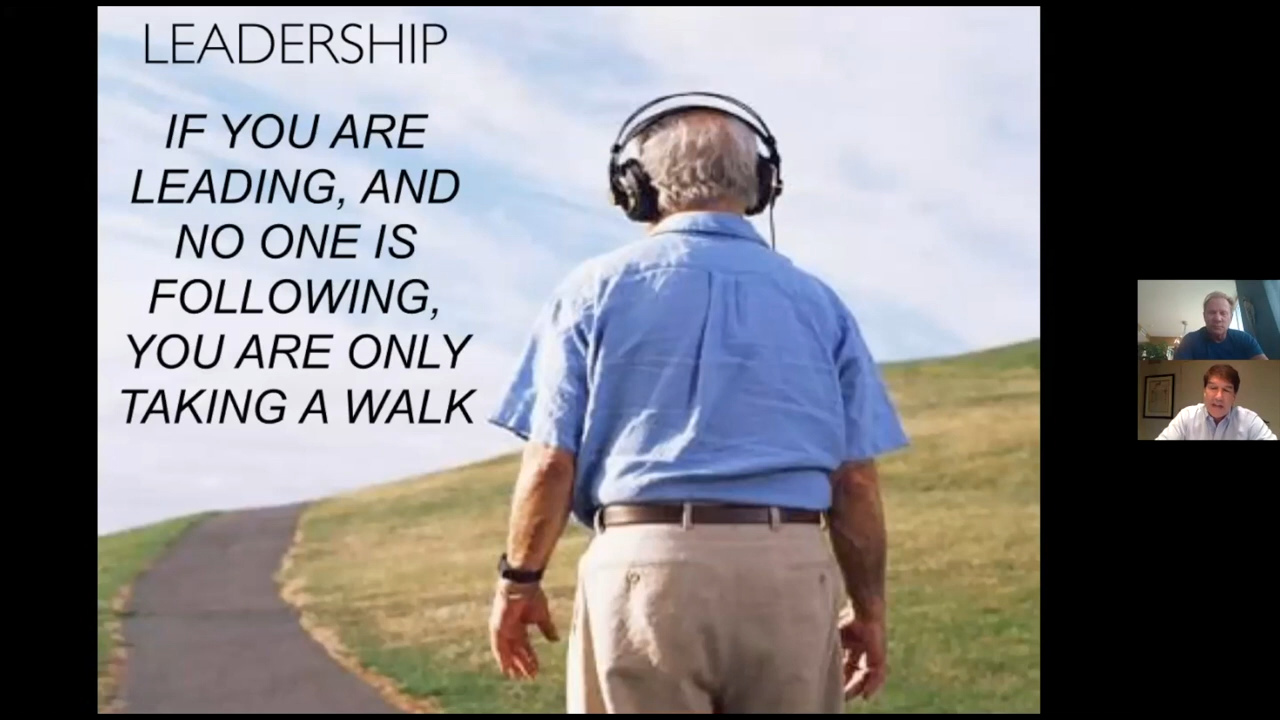 LEADERSHIP
IF YOU ARE
LEADING, AND
NO ONE IS
FOLLOWING,
YOU ARE ONLY
TAKING A WALK